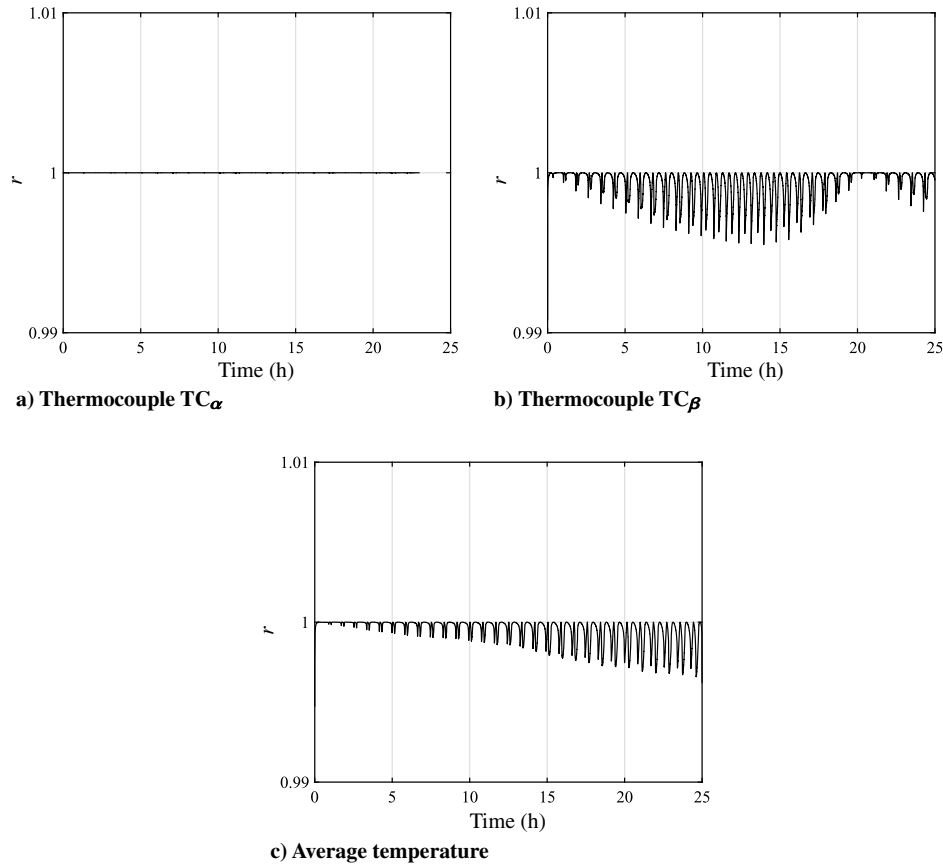 1.01
1
0.99
r
0 5 10 15 20 25
Time (h)
a) Thermocouple TCα
1.01
1
0.99
r
0 5 10 15 20 25
Time (h)
b) Thermocouple TCβ
1.01
1
0.99
r
0 5 10 15 20 25
Time (h)
c) Average temperature